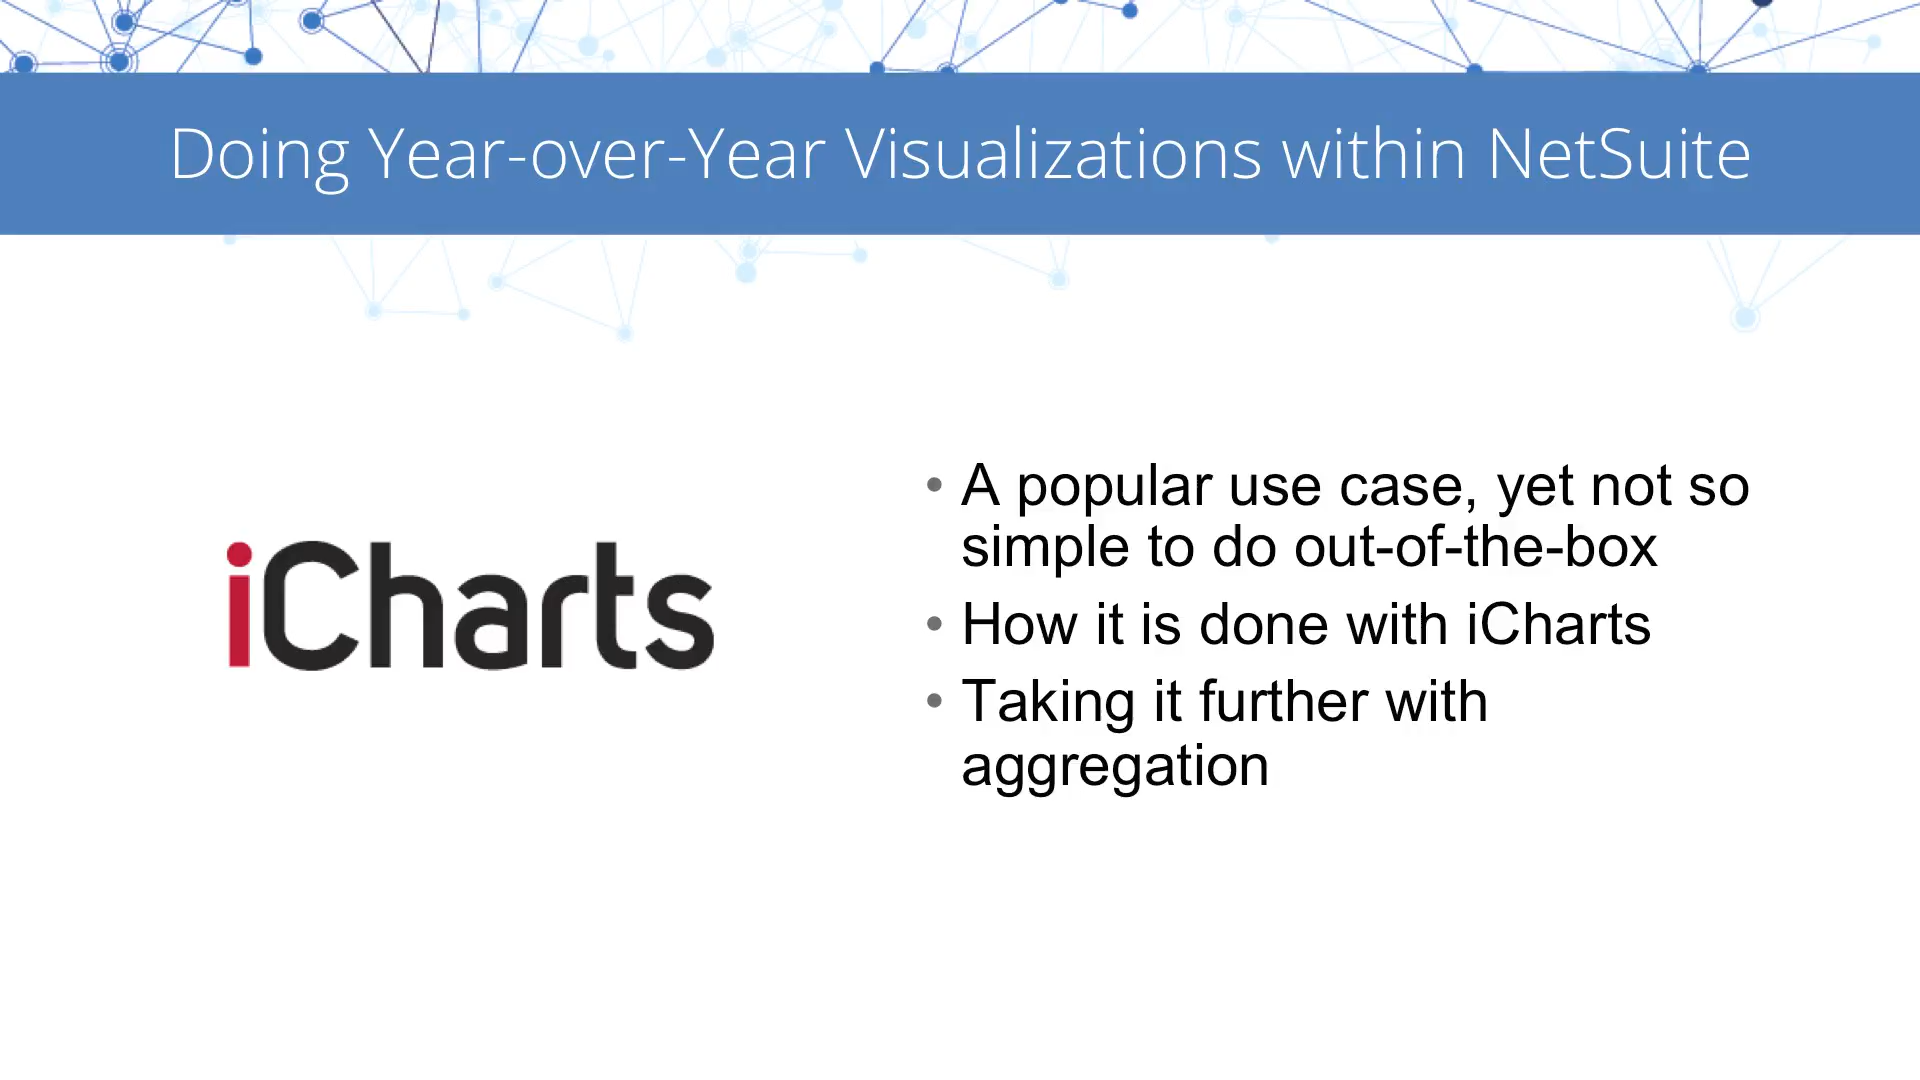 Doing Year-over-Year Visualizations within NetSuite
iCharts
• A popular use case, yet not so
simple to do out-of-the-box
• How it is done with iCharts
• Taking it further with
aggregation